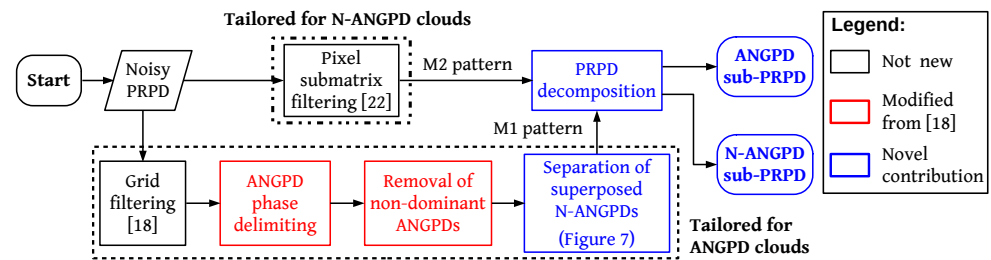 Tailored for N-ANGPD clouds
Start
Noisy
PRPD
Pixel
submatrix
filtering [22]
M2 pattern
PRPD
decomposition
ANGPD
sub-PRPD
N-ANGPD
sub-PRPD
M1 pattern
Grid
filtering
[18]
ANGPD
phase
delimiting
Removal of
non-dominant
ANGPDs
Separation of
superposed
N-ANGPDs
(Figure 7)
Tailored for
ANGPD clouds
Legend:
Not new
Modified
from [18]
Novel
contribution